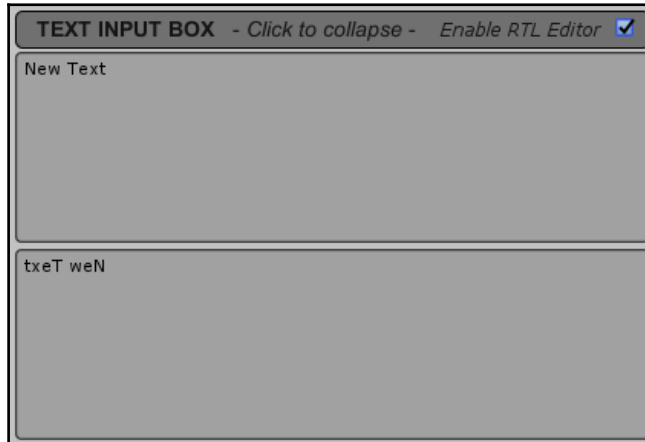 TEXT INPUT BOX - Click to collapse - Enable RTL Editor
New Text
txeT weN